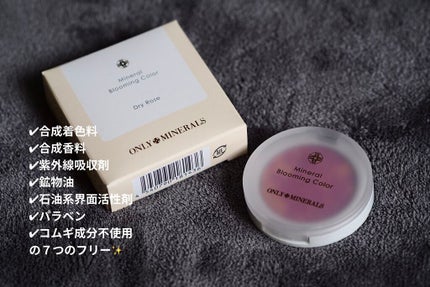 Mineral
Blooming Color
Dry Rose
ONLY MINERALS
Mineral
Blooming Color
ONLY MINERALS
✔合成着色料
✔合成香料
✔紫外線吸収剤
✔鉱物油
✔石油系界面活性剤
✔パラベン
✔コムギ成分不使用
の７つのフリー✨